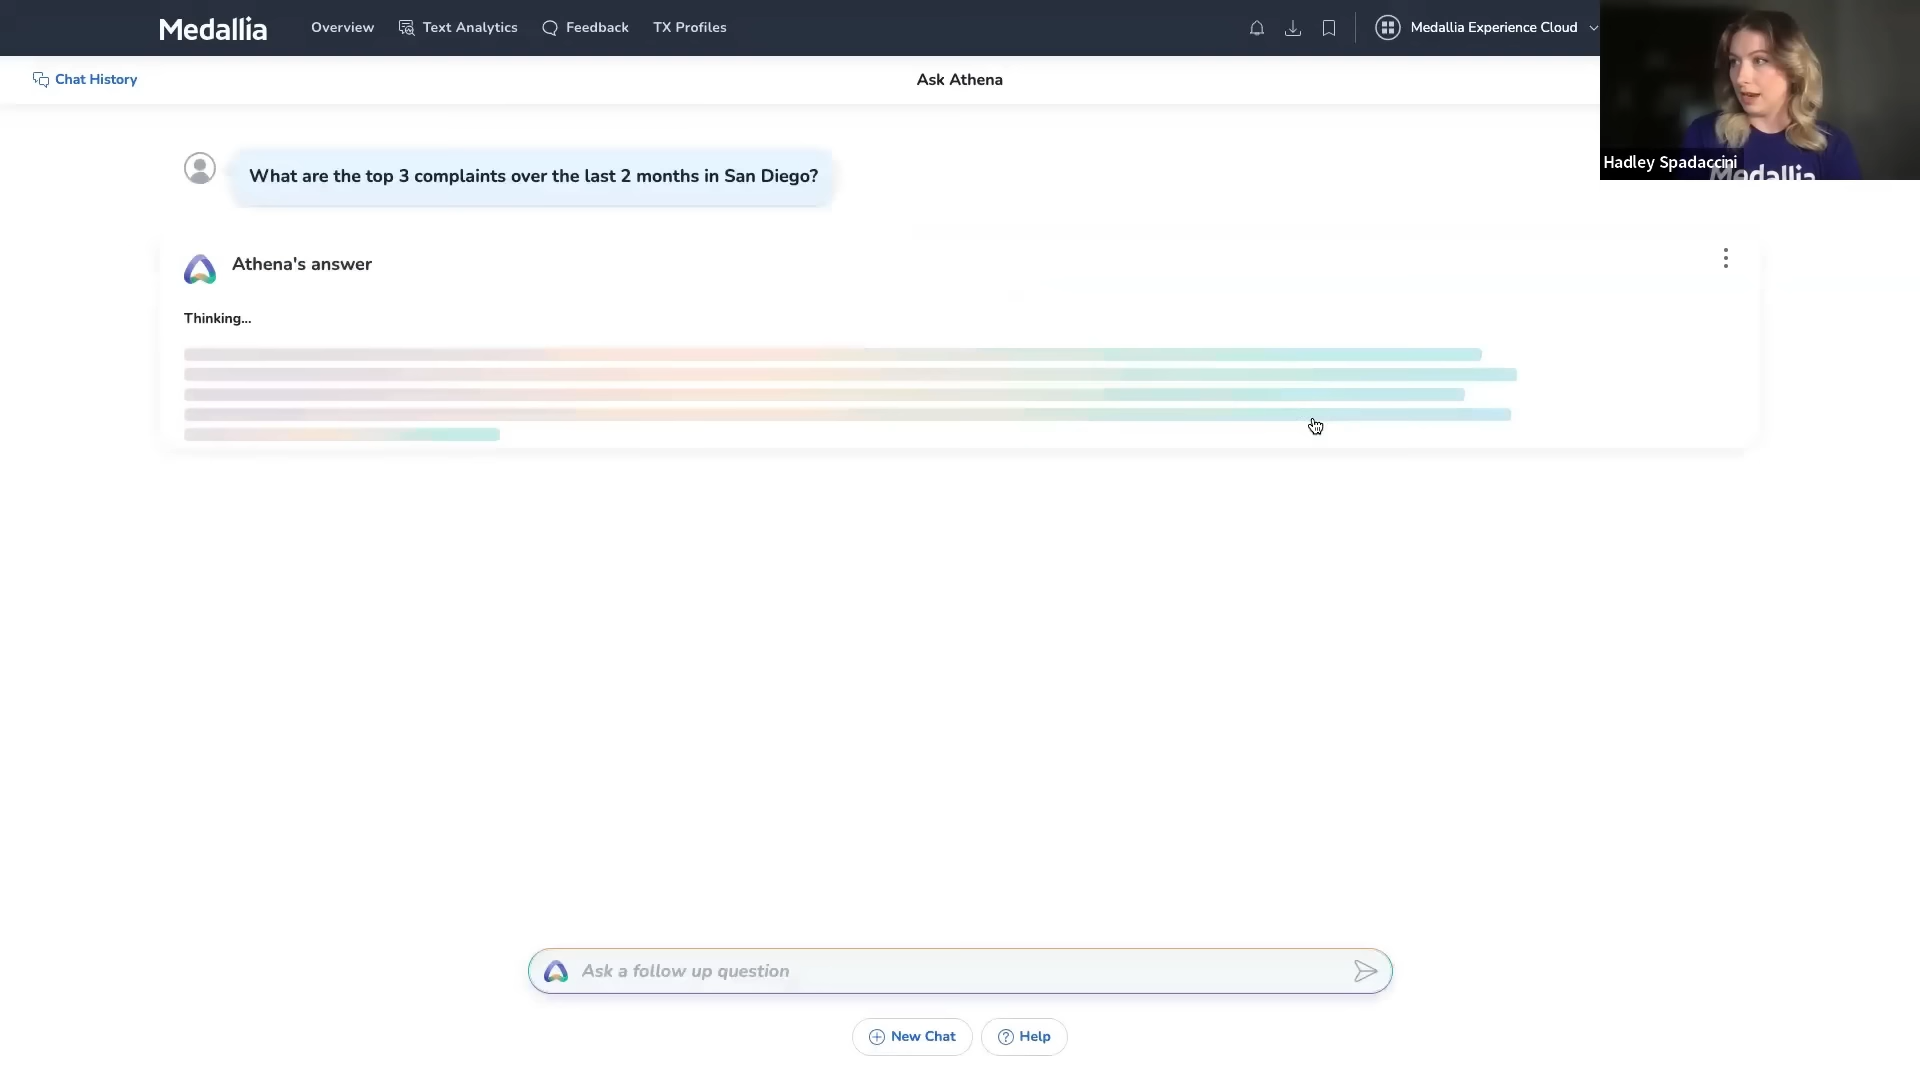 Medallia
Overview
Text Analytics
Feedback
TX Profiles
Medallia Experience Cloud
Chat History
Ask Athena
Hadley Spadaccini
Medallia
What are the top 3 complaints over the last 2 months in San Diego?
Athena's answer
Thinking...
Ask a follow up question
New Chat
Help